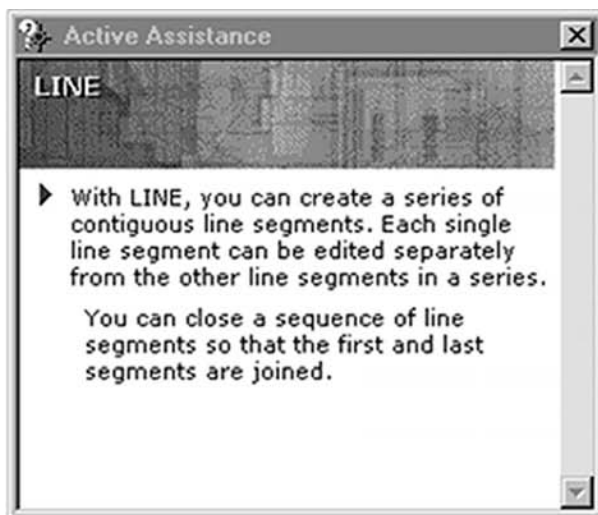 Active Assistance
LINE
With LINE, you can create a series of
contiguous line segments. Each single
line segment can be edited separately
from the other line segments in a series.
You can close a sequence of line
segments so that the first and last
segments are joined.